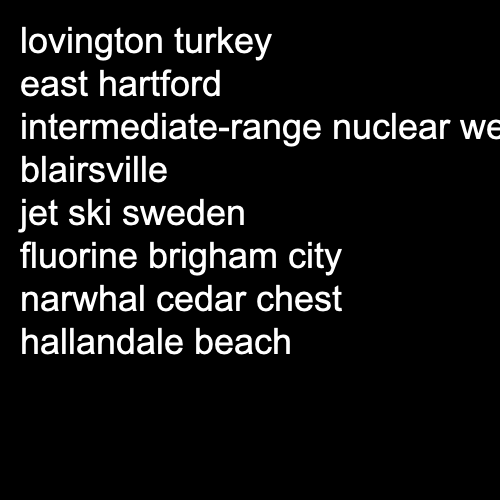 lovington turkey
east hartford
intermediate-range nuclear
blairsville
jet ski sweden
fluorine brigham city
narwhal cedar chest
hallandale beach